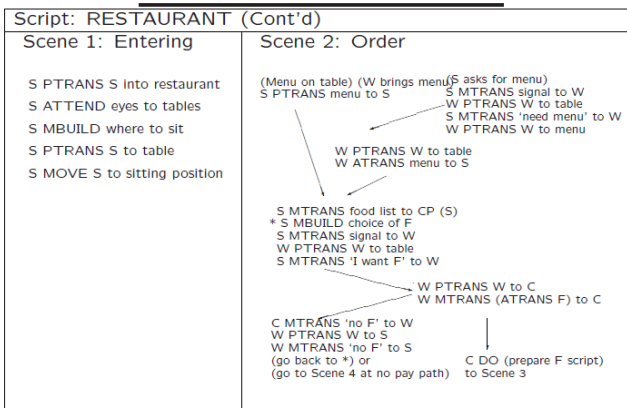 Script: RESTAURANT (Cont'd)
Scene 1: Entering
S PTRANS S into restaurant
S ATTEND eyes to tables
S MBUILD where to sit
S PTRANS S to table
S MOVE S to sitting position
Scene 2: Order
(Menu on table) (W brings menu)
S PTRANS menu to S
(S asks for menu)
S MTRANS signal to W
W PTRANS W to table
S MTRANS ‘need menu’ to W
W PTRANS W to menu
W PTRANS W to table
W ATRANS menu to S
S MTRANS food list to CP (S)
* S MBUILD choice of F
S MTRANS signal to W
W PTRANS W to table
S MTRANS ‘I want F’ to W
W PTRANS W to C
W MTRANS (ATRANS F) to C
C MTRANS ‘no F’ to W
W PTRANS W to S
W MTRANS ‘no F’ to S
(go back to *) or
(go to Scene 4 at no pay path)
C DO (prepare F script)
to Scene 3